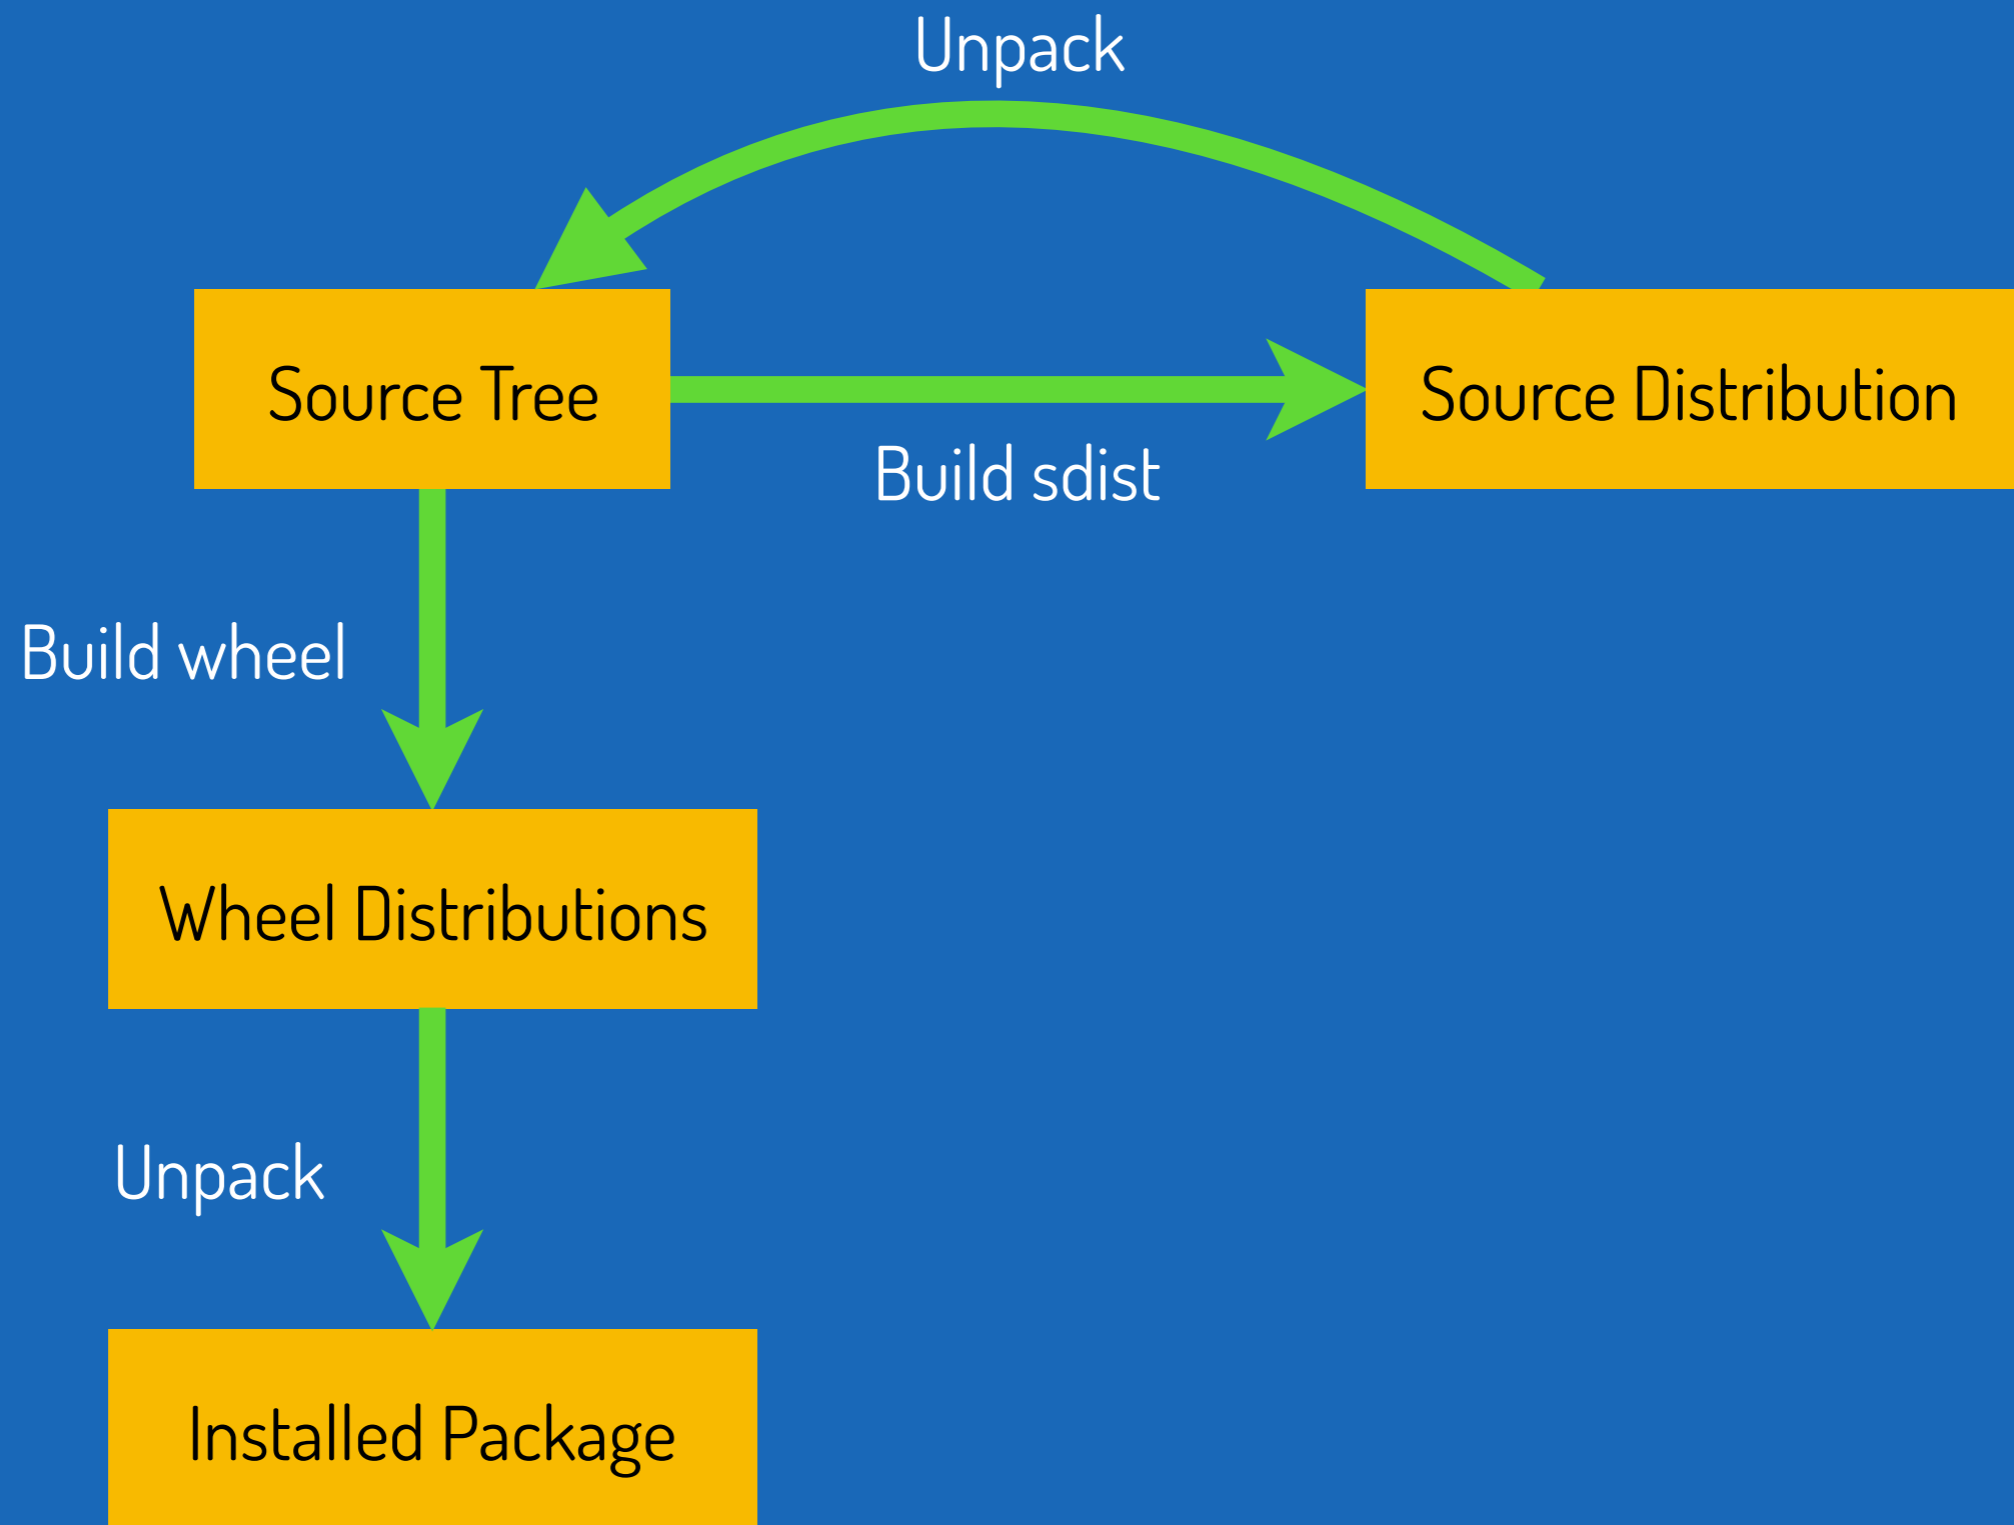 Unpack
Source Tree
Source Distribution
Build sdist
Build wheel
Wheel Distributions
Unpack
Installed Package